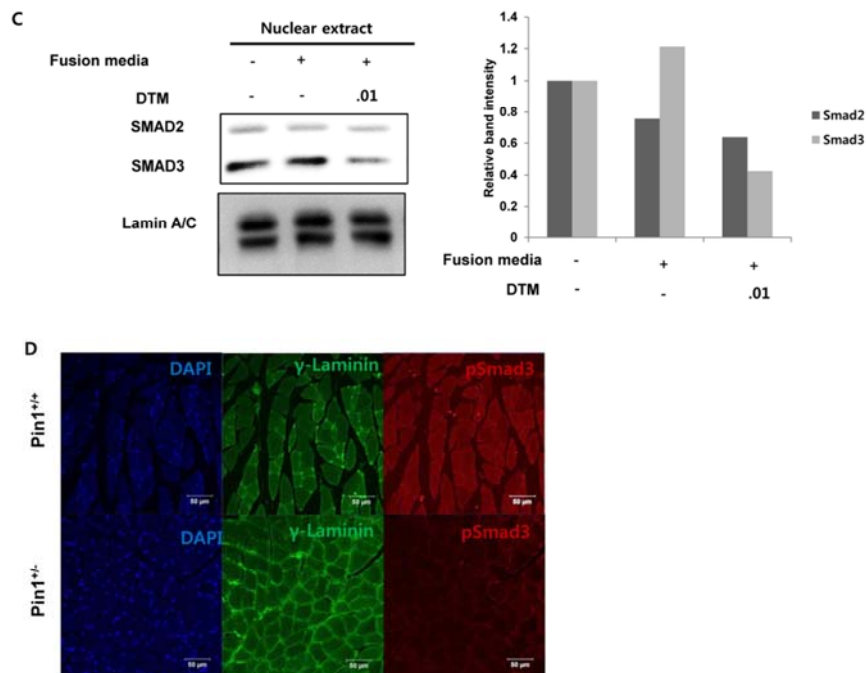 C
Nuclear extract
Fusion media - + +
DTM - - .01
SMAD2
SMAD3
Lamin A/C
1.4
1.2
1
0.8
0.6
0.4
0.2
0
Relative band intensity
Smad2
Smad3
Fusion media - + +
DTM - - .01
D
Pin1+/+
DAPI
50 µm
γ-Laminin
50 µm
pSmad3
50 µm
Pin1+/-
DAPI
50 µm
γ-Laminin
50 µm
pSmad3
50 µm